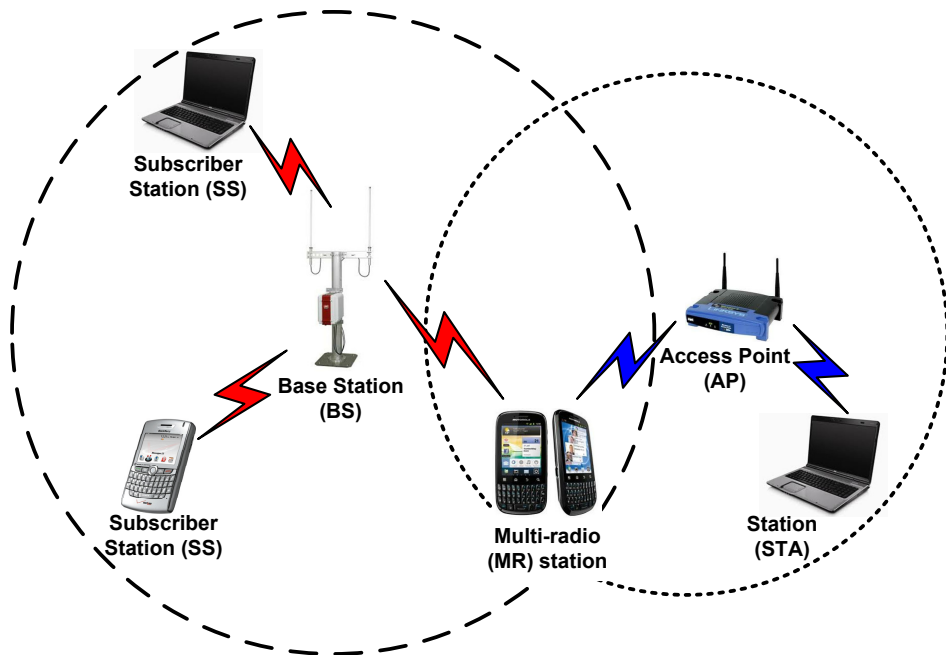 Subscriber
Station (SS)
Base Station
(BS)
Access Point
(AP)
Subscriber
Station (SS)
Multi-radio
(MR) station
Station
(STA)